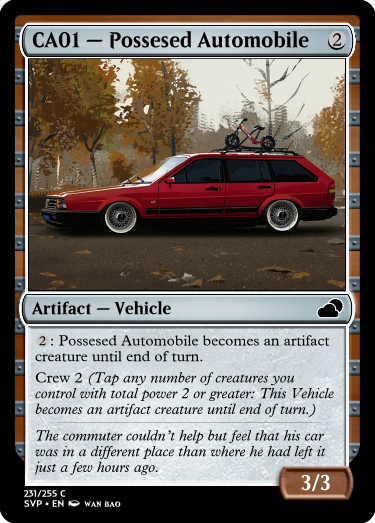 CA01 — Possesed Automobile 2
Artifact — Vehicle
2 : Possesed Automobile becomes an artifact
creature until end of turn.
Crew 2 (Tap any number of creatures you
control with total power 2 or greater: This Vehicle
becomes an artifact creature until end of turn.)
The commuter couldn't help but feel that his car
was in a different place than where he had left it
just a few hours ago.
3/3
231/255 C
SVP • EN WAN BAO